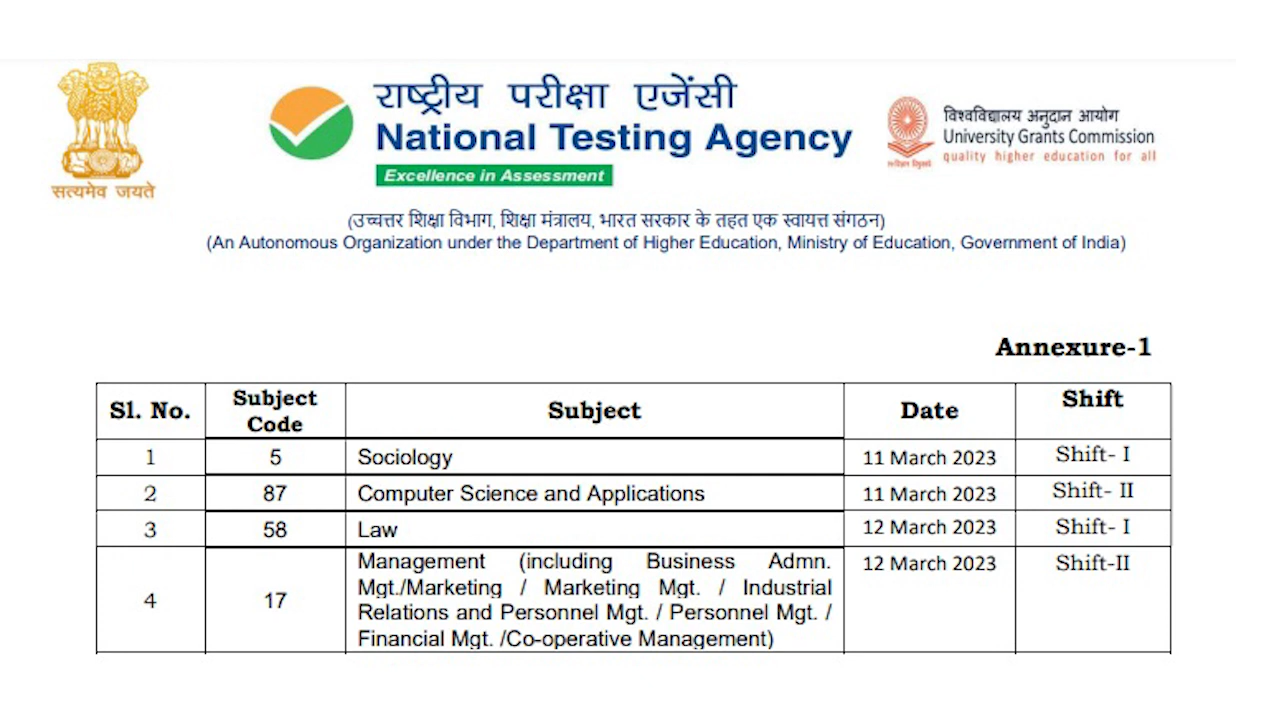 सत्यमेव जयते
राष्ट्रीय परीक्षा एजेंसी
National Testing Agency
Excellence in Assessment
विश्वविद्यालय अनुदान आयोग
University Grants Commission
quality higher education for all
(उच्चत्तर शिक्षा विभाग, शिक्षा मंत्रालय, भारत सरकार के तहत एक स्वायत्त संगठन)
(An Autonomous Organization under the Department of Higher Education, Ministry of Education, Government of India)
Annexure-1
Sl. No. Subject Code Subject Date Shift
1 5 Sociology 11 March 2023 Shift- I
2 87 Computer Science and Applications 11 March 2023 Shift- II
3 58 Law 12 March 2023 Shift- I
4 17 Management (including Business Admn. 12 March 2023 Shift-II
Mgt./Marketing / Marketing Mgt. / Industrial
Relations and Personnel Mgt. / Personnel Mgt. /
Financial Mgt. /Co-operative Management)